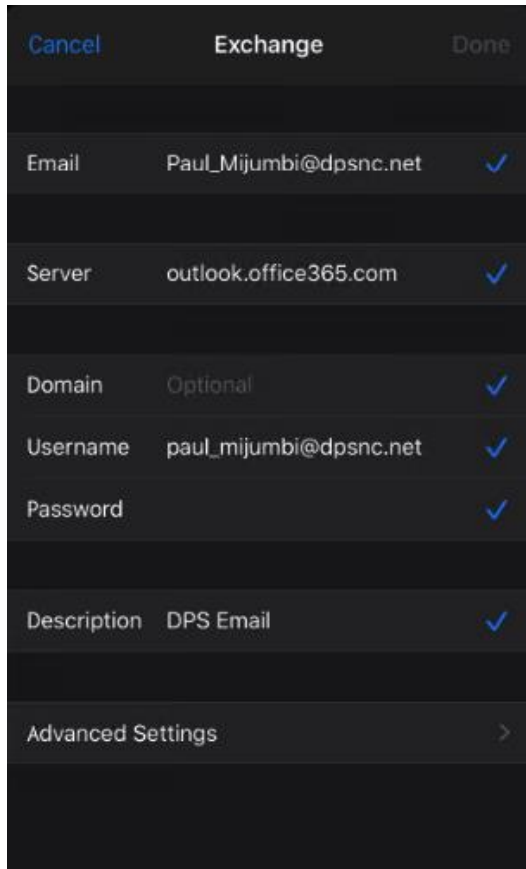 Cancel Exchange Done
Email Paul_Mijumbi@dpsnc.net
Server outlook.office365.com
Domain Optional
Username paul_mijumbi@dpsnc.net
Password
Description DPS Email
Advanced Settings